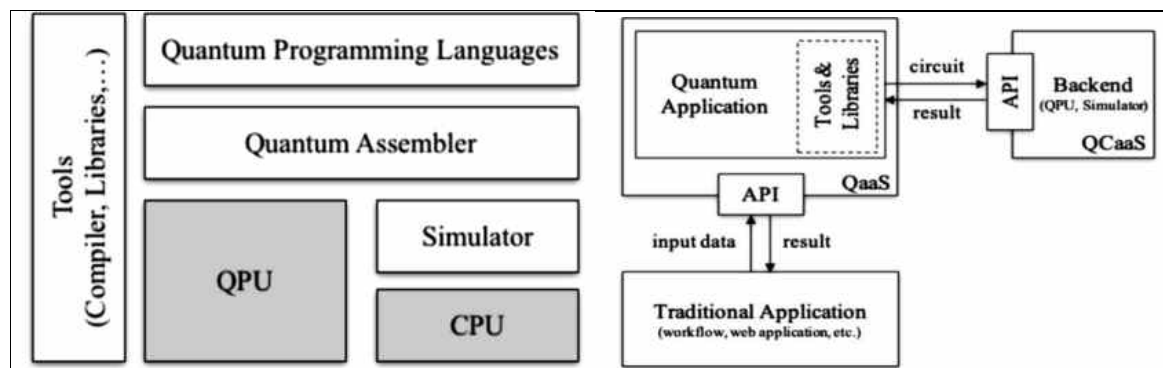 Tools
(Compiler, Libraries,...)
Quantum Programming Languages
Quantum Assembler
QPU
Simulator
CPU
Quantum
Application
Tools &
Libraries
QaaS
circuit
result
API
Backend
(QPU, Simulator)
QCaaS
API
input data
result
Traditional Application
(workflow, web application, etc.)